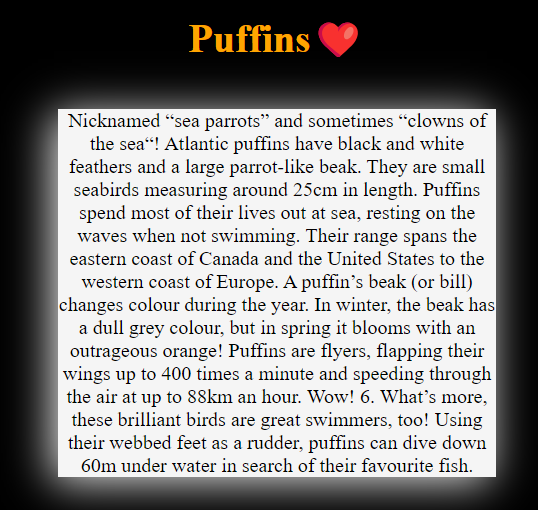 Puffins ❤️
Nicknamed “sea parrots” and sometimes “clowns of
the sea“! Atlantic puffins have black and white
feathers and a large parrot-like beak. They are small
seabirds measuring around 25cm in length. Puffins
spend most of their lives out at sea, resting on the
waves when not swimming. Their range spans the
eastern coast of Canada and the United States to the
western coast of Europe. A puffin’s beak (or bill)
changes colour during the year. In winter, the beak has
a dull grey colour, but in spring it blooms with an
outrageous orange! Puffins are flyers, flapping their
wings up to 400 times a minute and speeding through
the air at up to 88km an hour. Wow! 6. What’s more,
these brilliant birds are great swimmers, too! Using
their webbed feet as a rudder, puffins can dive down
60m under water in search of their favourite fish.